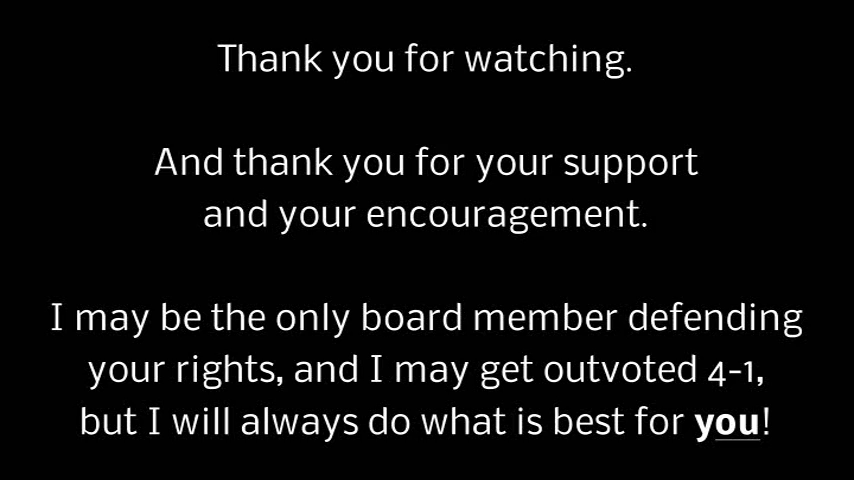 Thank you for watching.
And thank you for your support
and your encouragement.
I may be the only board member defending
your rights, and I may get outvoted 4-1,
but I will always do what is best for you!